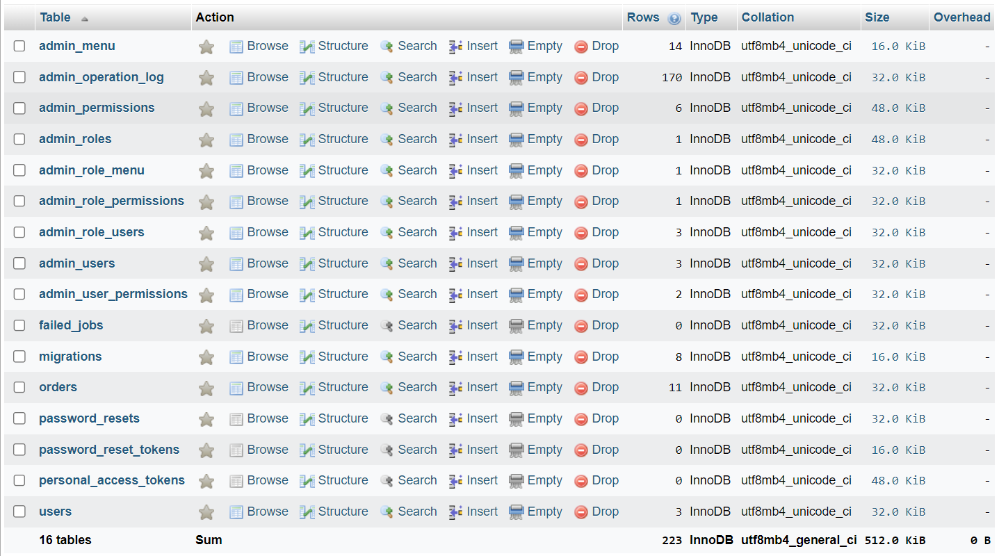 Table Action Rows Type Collation Size Overhead
admin_menu Browse Structure Search Insert Empty Drop 14 InnoDB utf8mb4_unicode_ci 16.0 KiB -
admin_operation_log Browse Structure Search Insert Empty Drop 170 InnoDB utf8mb4_unicode_ci 32.0 KiB -
admin_permissions Browse Structure Search Insert Empty Drop 6 InnoDB utf8mb4_unicode_ci 48.0 KiB -
admin_roles Browse Structure Search Insert Empty Drop 1 InnoDB utf8mb4_unicode_ci 48.0 KiB -
admin_role_menu Browse Structure Search Insert Empty Drop 1 InnoDB utf8mb4_unicode_ci 32.0 KiB -
admin_role_permissions Browse Structure Search Insert Empty Drop 1 InnoDB utf8mb4_unicode_ci 32.0 KiB -
admin_role_users Browse Structure Search Insert Empty Drop 3 InnoDB utf8mb4_unicode_ci 32.0 KiB -
admin_users Browse Structure Search Insert Empty Drop 3 InnoDB utf8mb4_unicode_ci 32.0 KiB -
admin_user_permissions Browse Structure Search Insert Empty Drop 2 InnoDB utf8mb4_unicode_ci 32.0 KiB -
failed_jobs Browse Structure Search Insert Empty Drop 0 InnoDB utf8mb4_unicode_ci 32.0 KiB -
migrations Browse Structure Search Insert Empty Drop 8 InnoDB utf8mb4_unicode_ci 16.0 KiB -
orders Browse Structure Search Insert Empty Drop 11 InnoDB utf8mb4_unicode_ci 32.0 KiB -
password_resets Browse Structure Search Insert Empty Drop 0 InnoDB utf8mb4_unicode_ci 32.0 KiB -
password_reset_tokens Browse Structure Search Insert Empty Drop 0 InnoDB utf8mb4_unicode_ci 16.0 KiB -
personal_access_tokens Browse Structure Search Insert Empty Drop 0 InnoDB utf8mb4_unicode_ci 48.0 KiB -
users Browse Structure Search Insert Empty Drop 3 InnoDB utf8mb4_unicode_ci 32.0 KiB -
16 tables Sum 223 InnoDB utf8mb4_general_ci 512.0 KiB 0 B